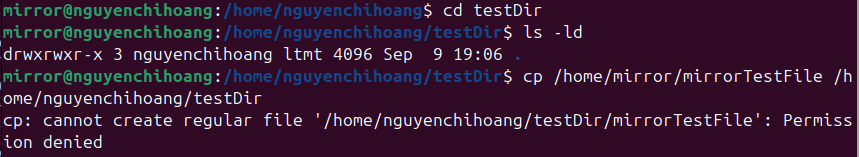 mirror@nguyenchihoang:/home/nguyenchihoang$ cd testDir
mirror@nguyenchihoang:/home/nguyenchihoang/testDir$ ls -ld
drwxrwxr-x 3 nguyenchihoang ltmt 4096 Sep  9 19:06 .
mirror@nguyenchihoang:/home/nguyenchihoang/testDir$ cp /home/mirror/mirrorTestFile /h
ome/nguyenchihoang/testDir
cp: cannot create regular file '/home/nguyenchihoang/testDir/mirrorTestFile': Permiss
ion denied